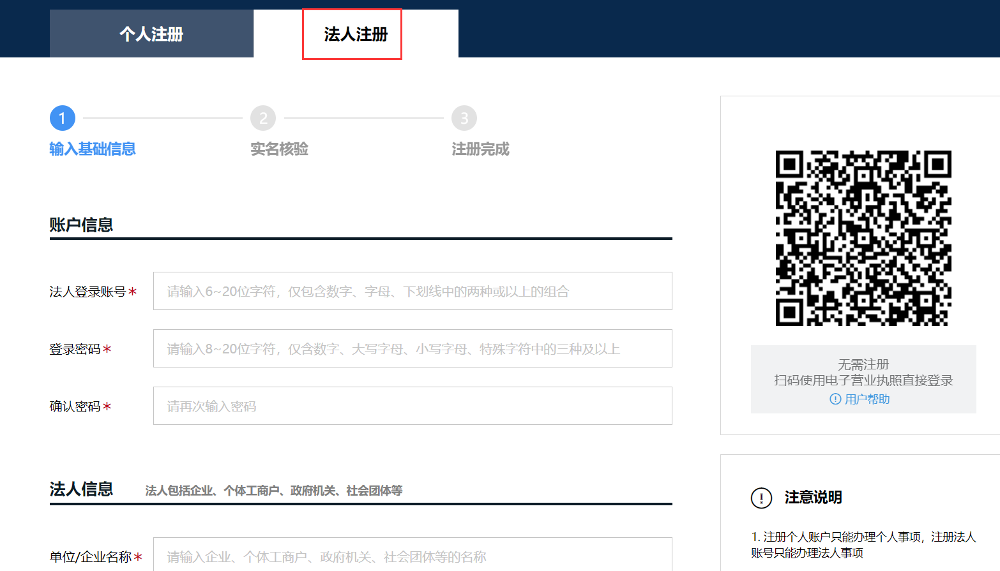 个人注册
法人注册
1
2
3
输入基础信息
实名核验
注册完成
账户信息
法人登录账号*
请输入6~20位字符，仅包含数字、字母、下划线中的两种或以上的组合
登录密码*
请输入8~20位字符，仅含数字、大写字母、小写字母、特殊字符中的三种及以上
确认密码*
请再次输入密码
法人信息
法人包括企业、个体工商户、政府机关、社会团体等
单位/企业名称*
请输入企业、个体工商户、政府机关、社会团体等的名称
无需注册
扫码使用电子营业执照直接登录
用户帮助
注意说明
1. 注册个人账户只能办理个人事项，注册法人
账号只能办理法人事项